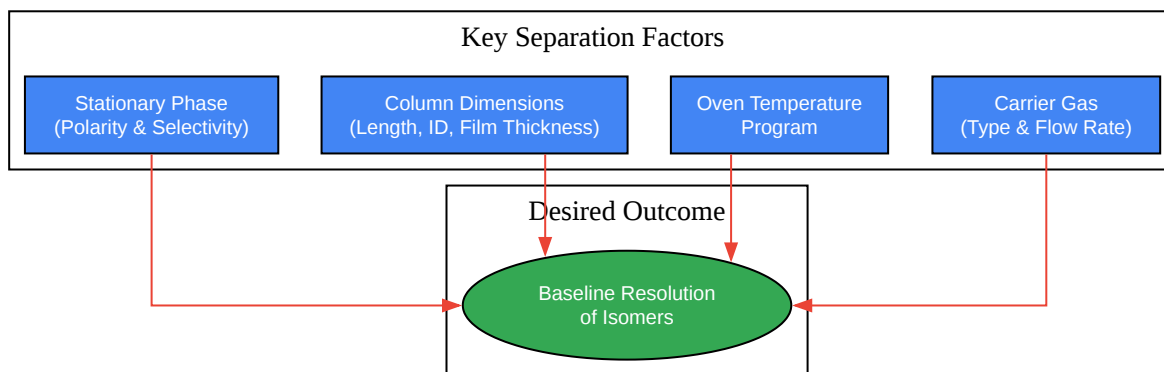 Key Separation Factors
Stationary Phase
(Polarity & Selectivity)
Column Dimensions
(Length, ID, Film Thickness)
Oven Temperature
Program
Carrier Gas
(Type & Flow Rate)
Desired Outcome
Baseline Resolution
of Isomers